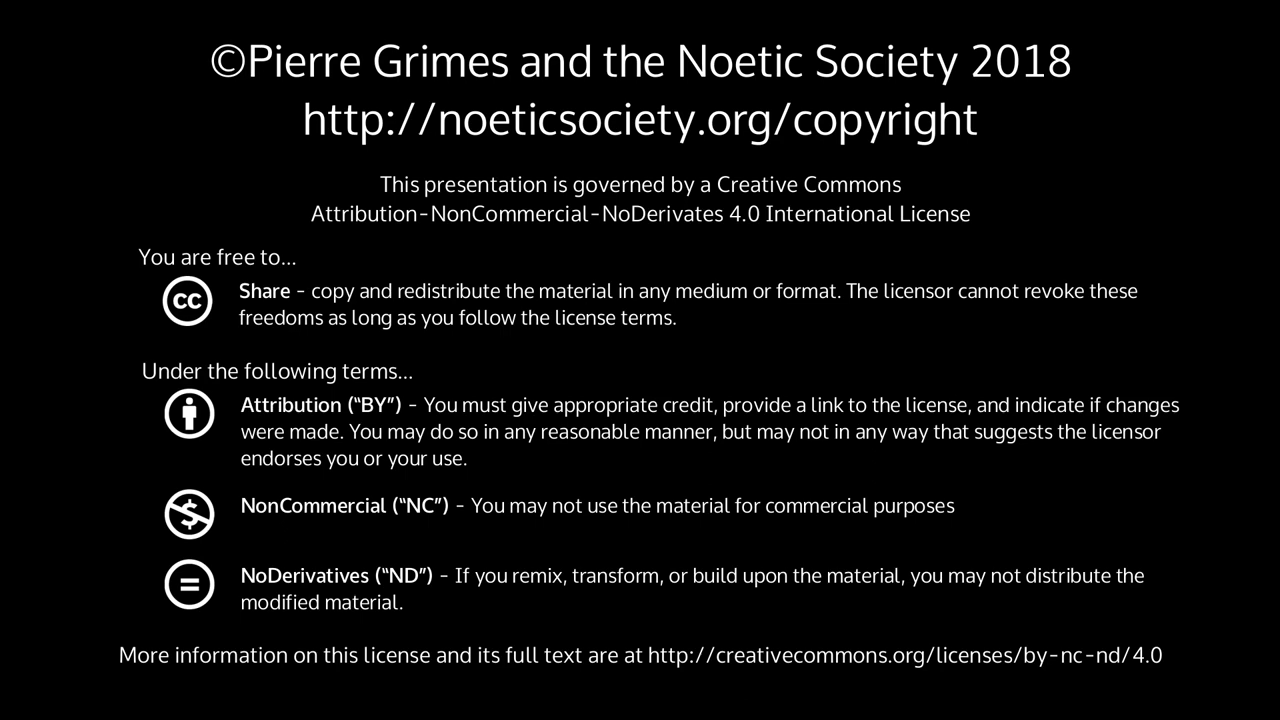 ©Pierre Grimes and the Noetic Society 2018
http://noeticsociety.org/copyright
This presentation is governed by a Creative Commons
Attribution-NonCommercial-NoDerivates 4.0 International License
You are free to...
cc
Share - copy and redistribute the material in any medium or format. The licensor cannot revoke these
freedoms as long as you follow the license terms.
Under the following terms...
Attribution (“BY”) - You must give appropriate credit, provide a link to the license, and indicate if changes
were made. You may do so in any reasonable manner, but may not in any way that suggests the licensor
endorses you or your use.
NonCommercial (“NC”) - You may not use the material for commercial purposes
NoDerivatives (“ND”) - If you remix, transform, or build upon the material, you may not distribute the
modified material.
More information on this license and its full text are at http://creativecommons.org/licenses/by-nc-nd/4.0